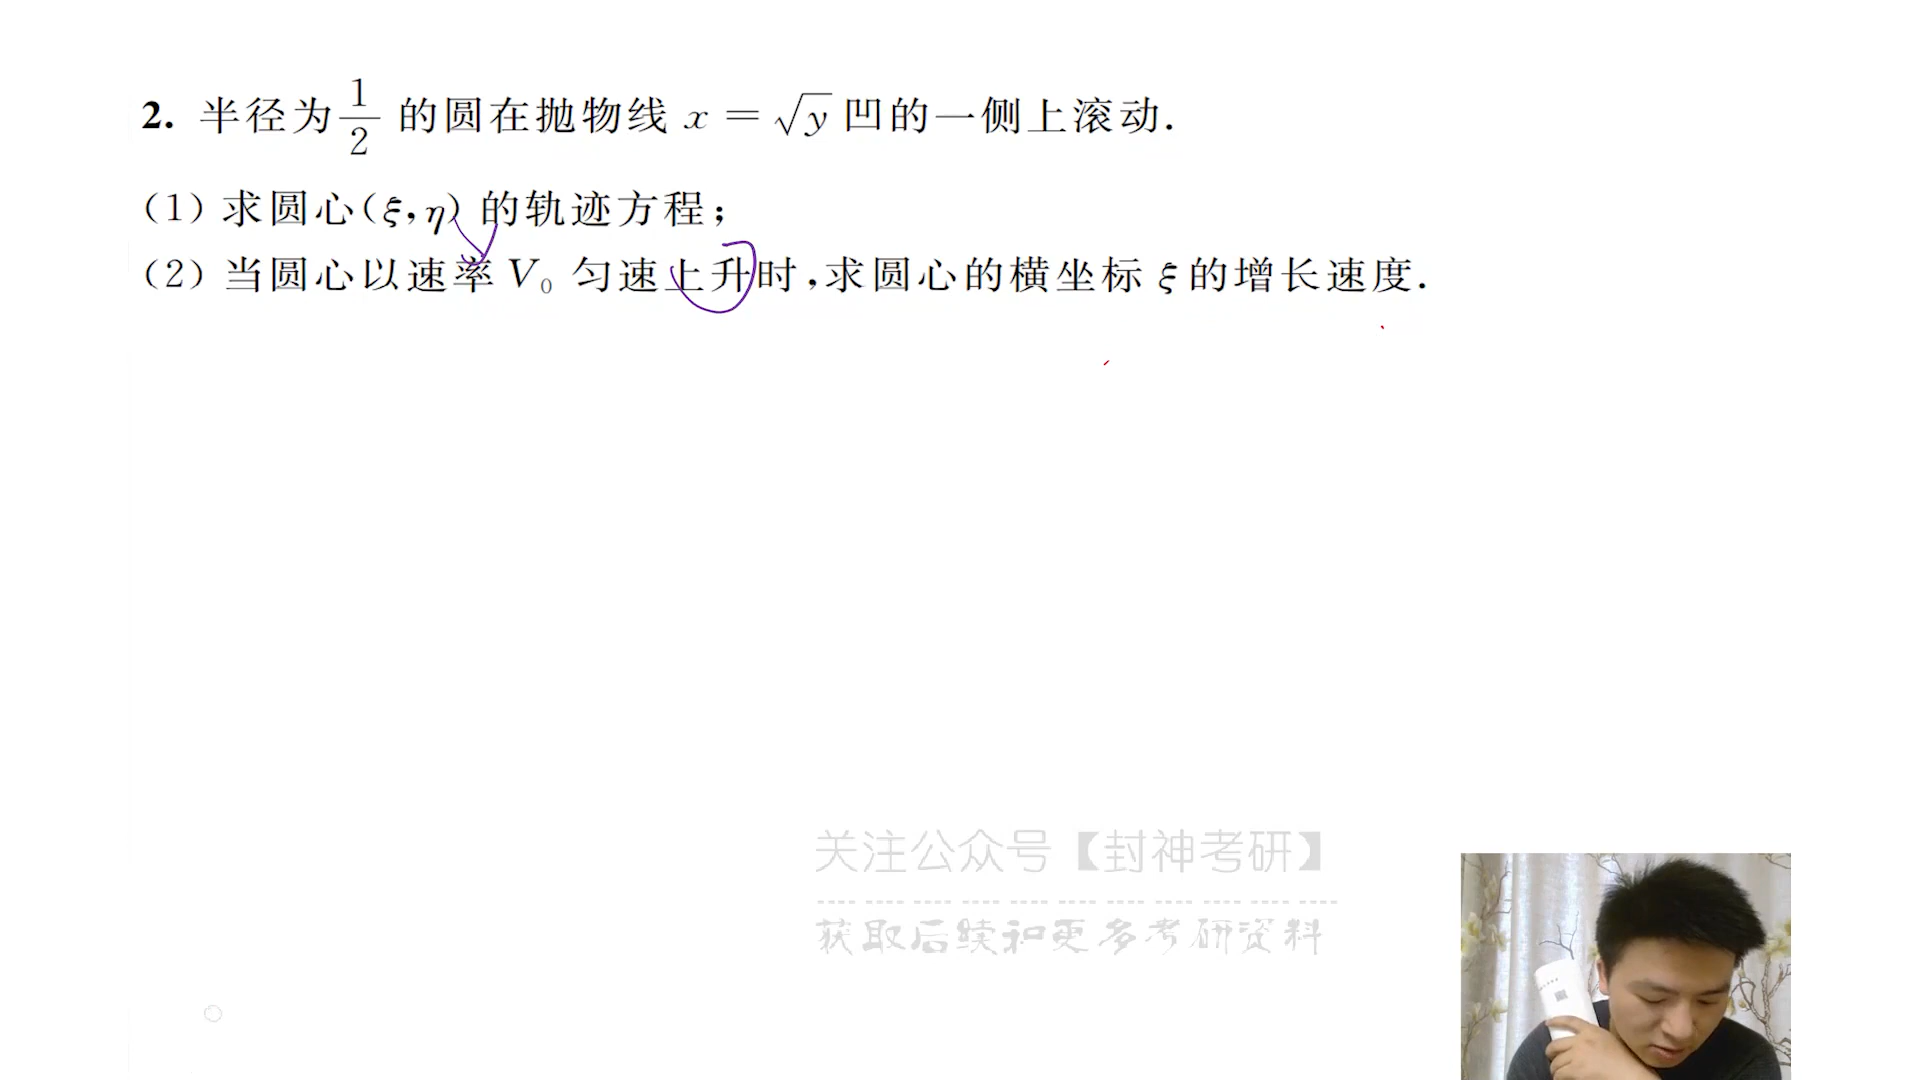 2. 半径为 1/2 的圆在抛物线 x = √y 凹的一侧上滚动.
(1) 求圆心(ξ, η) 的轨迹方程;
(2) 当圆心以速率 V₀ 匀速上升时,求圆心的横坐标 ξ 的增长速度.
关注公众号【封神考研】
获取后续和更多考研资料